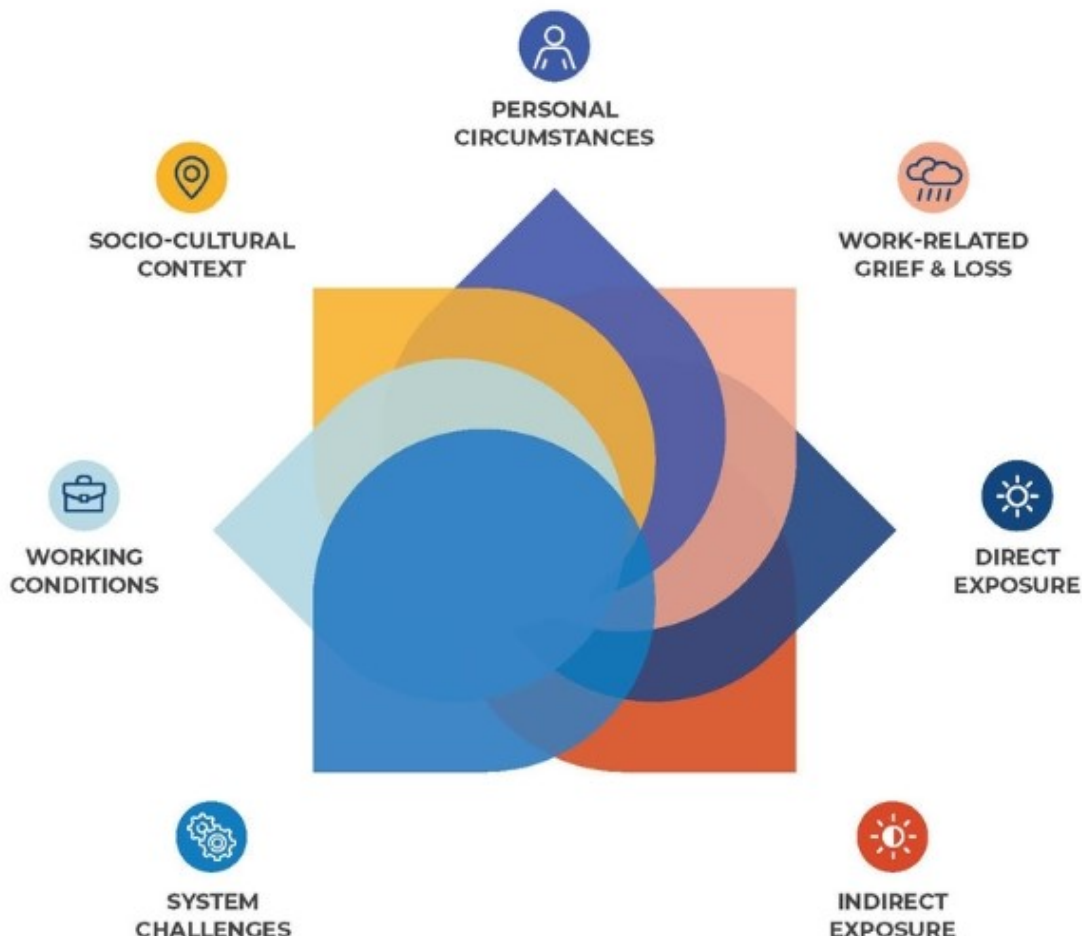 PERSONAL
CIRCUMSTANCES
SOCIO-CULTURAL
CONTEXT
WORK-RELATED
GRIEF & LOSS
WORKING
CONDITIONS
DIRECT
EXPOSURE
SYSTEM
CHALLENGES
INDIRECT
EXPOSURE